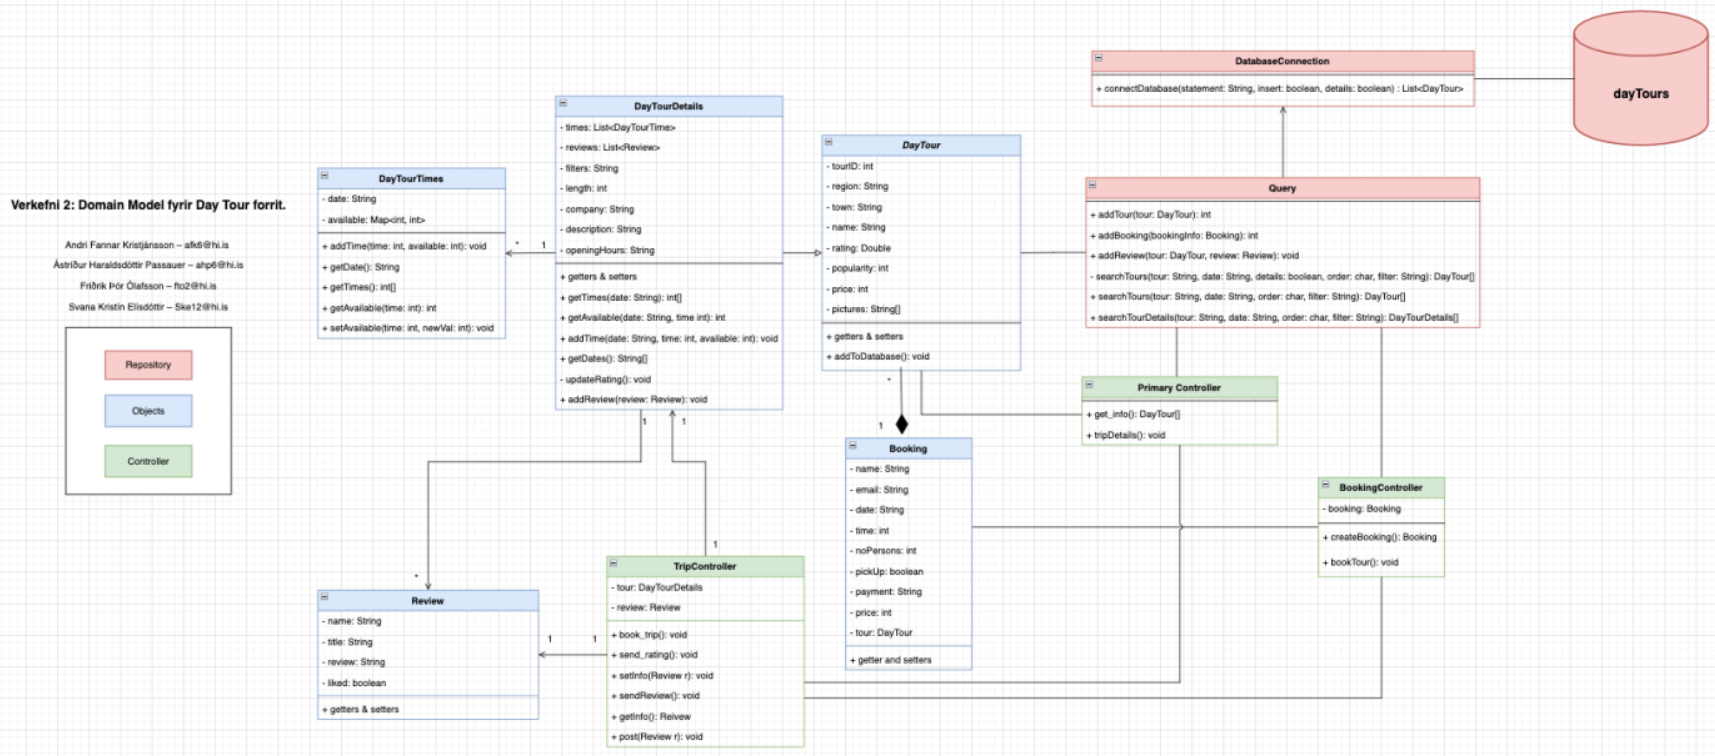 Verkefni 2: Domain Model fyrir Day Tour forrit.
Andri Fannar Kristjánsson – afk6@hi.is
Ástríður Haraldsdóttir Passauer – ahp6@hi.is
Friðrik Þór Ólafsson – fto2@hi.is
Svana Kristín Elísdóttir – Ske12@hi.is
Repository
Objects
Controller
DayTourTimes
- date: String
- available: Map<int, int>
+ addTime(time: int, available: int): void
+ getDate(): String
+ getTimes(): int[]
+ getAvailable(time: int): int
+ setAvailable(time: int, newVal: int): void
*
1
DayTourDetails
- times: List<DayTourTime>
- reviews: List<Review>
- filters: String
- length: int
- company: String
- description: String
- openingHours: String
+ getters & setters
+ getTimes(date: String): int[]
+ getAvailable(date: String, time int): int
+ addTime(date: String, time: int, available: int): void
+ getDates(): String[]
- updateRating(): void
+ addReview(review: Review): void
1
1
DayTour
- tourID: int
- region: String
- town: String
- name: String
- rating: Double
- popularity: int
- price: int
- pictures: String[]
+ getters & setters
+ addToDatabase(): void
*
1
DatabaseConnection
+ connectDatabase(statement: String, insert: boolean, details: boolean) : List<DayTour>
dayTours
Query
+ addTour(tour: DayTour): int
+ addBooking(bookingInfo: Booking): int
+ addReview(tour: DayTour, review: Review): void
- searchTours(tour: String, date: String, details: boolean, order: char, filter: String): DayTour[]
+ searchTours(tour: String, date: String, order: char, filter: String): DayTour[]
+ searchTourDetails(tour: String, date: String, order: char, filter: String): DayTourDetails[]
Primary Controller
+ get_info(): DayTour[]
+ tripDetails(): void
Booking
- name: String
- email: String
- date: String
- time: int
- noPersons: int
- pickUp: boolean
- payment: String
- price: int
- tour: DayTour
+ getter and setters
BookingController
- booking: Booking
+ createBooking(): Booking
+ bookTour(): void
*
Review
- name: String
- title: String
- review: String
- liked: boolean
+ getters & setters
1
1
1
TripController
- tour: DayTourDetails
- review: Review
+ book_trip(): void
+ send_rating(): void
+ setInfo(Review r): void
+ sendReview(): void
+ getInfo(): Reivew
+ post(Review r): void